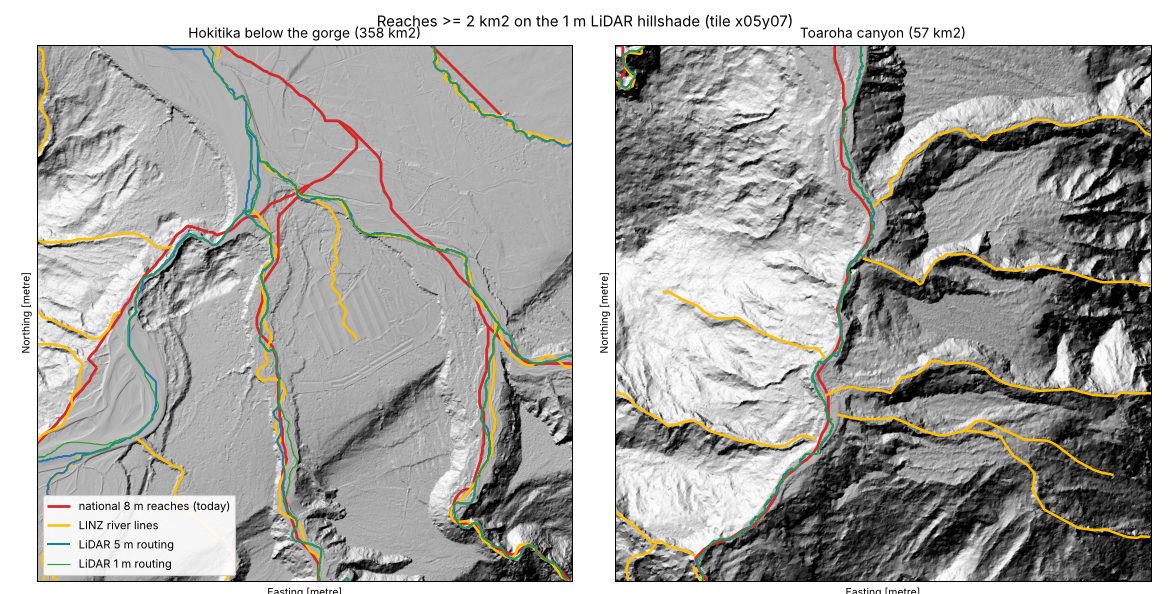 Reaches >= 2 km2 on the 1 m LiDAR hillshade (tile x05y07)
Hokitika below the gorge (358 km2)
Toaroha canyon (57 km2)
Northing [metre]
Northing [metre]
national 8 m reaches (today)
LINZ river lines
LiDAR 5 m routing
LiDAR 1 m routing
Easting [metre]
Easting [metre]